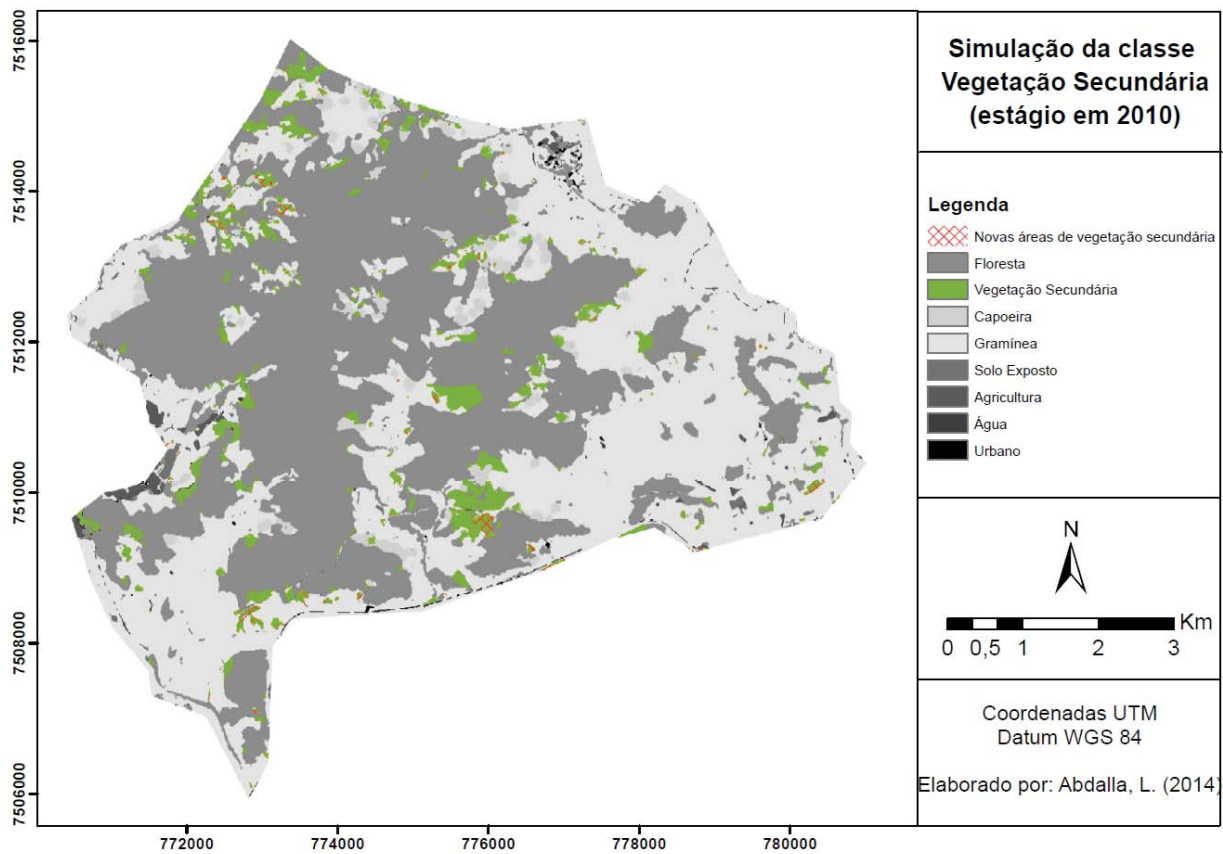 Simulação da classe
Vegetação Secundária
(estágio em 2010)
Legenda
Novas áreas de vegetação secundária
Floresta
Vegetação Secundária
Capoeira
Gramínea
Solo Exposto
Agricultura
Água
Urbano
N
Km
0 0,5 1 2 3
Coordenadas UTM
Datum WGS 84
Elaborado por: Abdalla, L. (2014)
7516000
7514000
7512000
7510000
7508000
7506000
772000 774000 776000 778000 780000